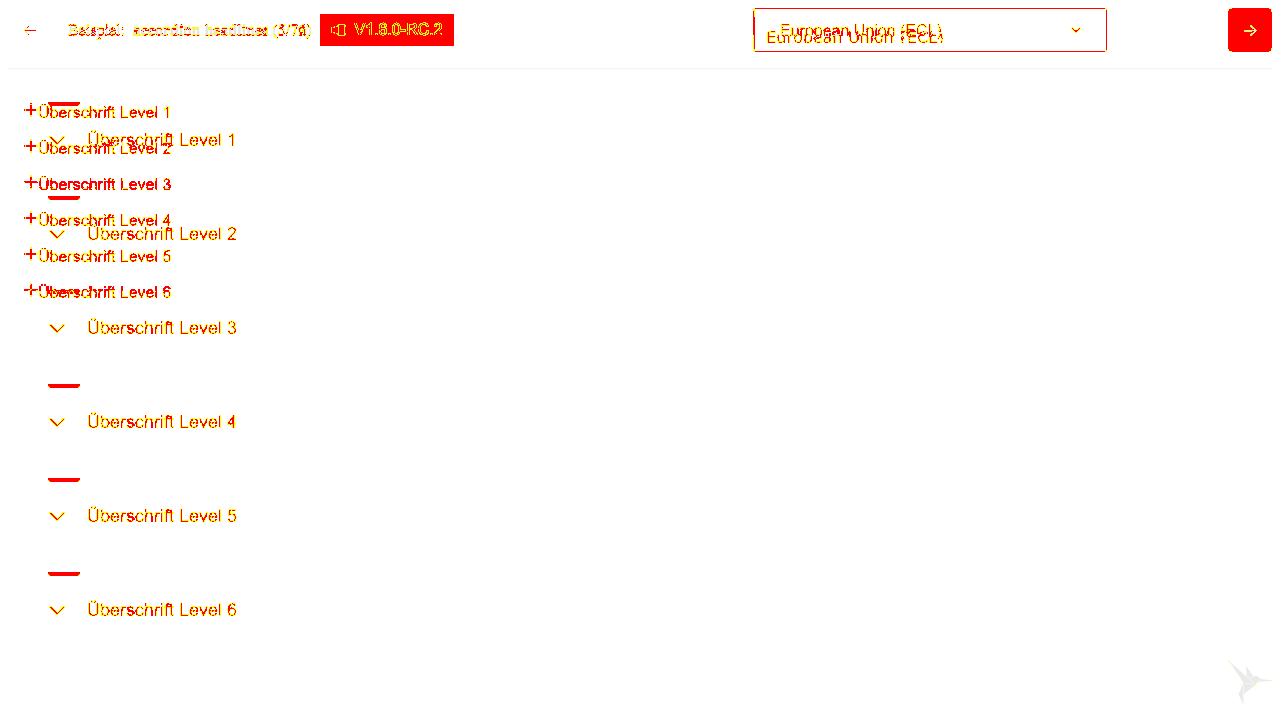 Beispiel: accordion headlines (5/76) V1.6.0-RC.2
European Union (ECL)
European Union (ECL)
Überschrift Level 1
Überschrift Level 1
Überschrift Level 2
Überschrift Level 3
Überschrift Level 4
Überschrift Level 2
Überschrift Level 5
Überschrift Level 6
Überschrift Level 3
Überschrift Level 4
Überschrift Level 5
Überschrift Level 6